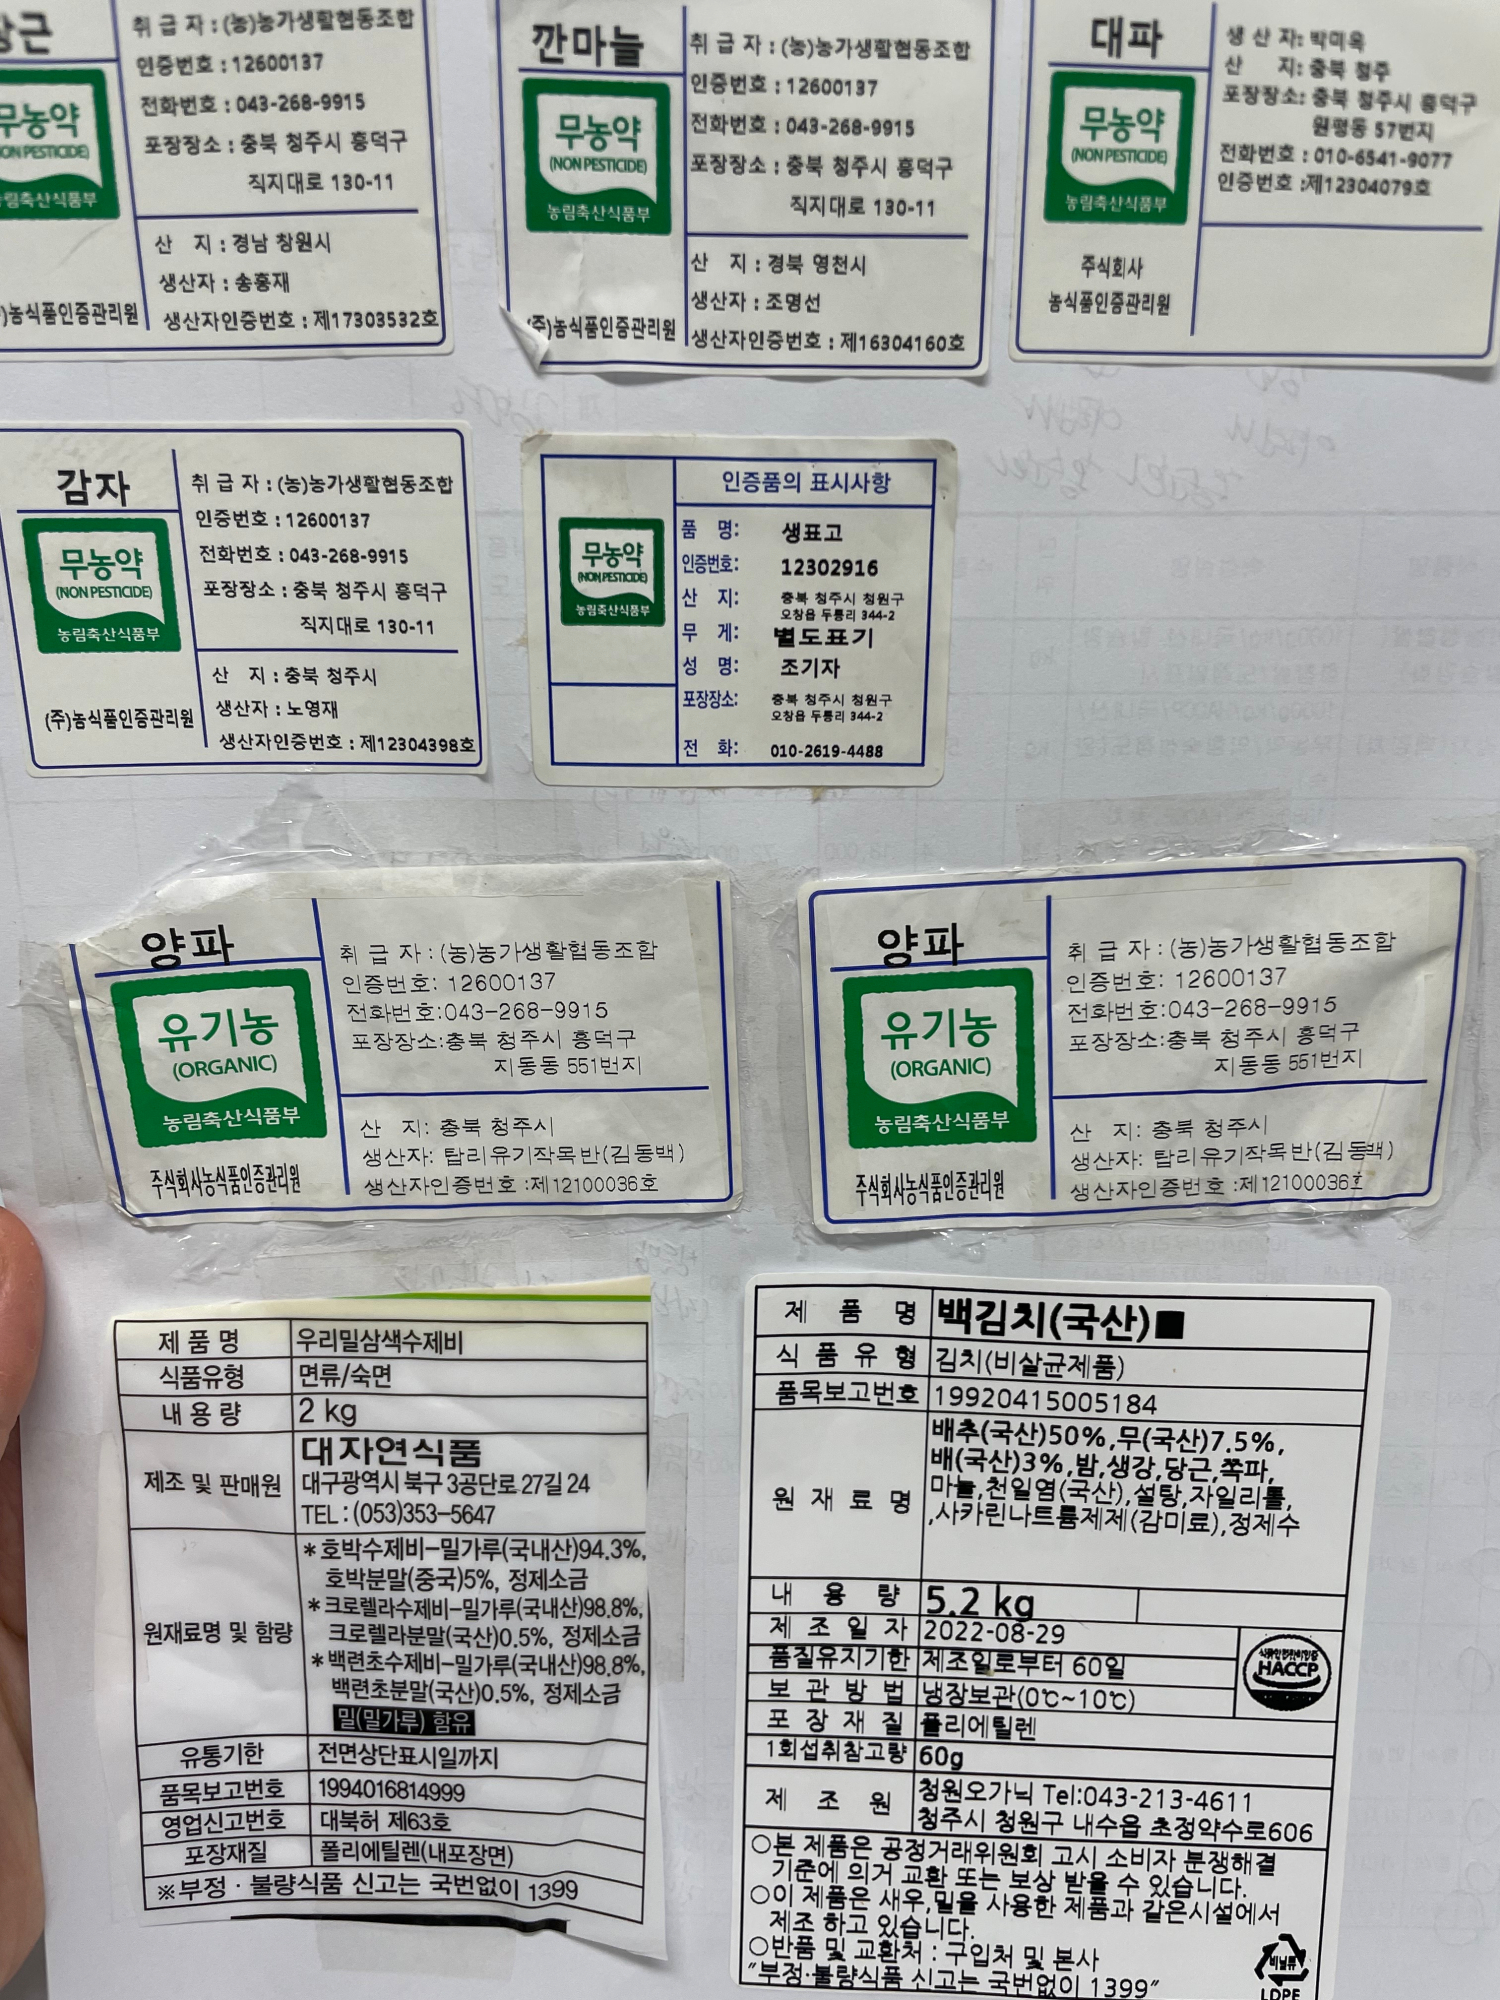 당근
무농약
(NON PESTICIDE)
농림축산식품부
(주)농식품인증관리원
취 급 자 : (농)농가생활협동조합
인증번호 : 12600137
전화번호 : 043-268-9915
포장장소 : 충북 청주시 흥덕구
직지대로 130-11
산 지 : 경남 창원시
생산자 : 송홍재
생산자인증번호 : 제17303532호
깐마늘
무농약
(NON PESTICIDE)
농림축산식품부
(주)농식품인증관리원
취 급 자 : (농)농가생활협동조합
인증번호 : 12600137
전화번호 : 043-268-9915
포장장소 : 충북 청주시 흥덕구
직지대로 130-11
산 지 : 경북 영천시
생산자 : 조명선
생산자인증번호 : 제16304160호
대파
무농약
(NON PESTICIDE)
농림축산식품부
주식회사
농식품인증관리원
생 산 자: 박미옥
산 지: 충북 청주
포장장소: 충북 청주시 흥덕구
원평동 57번지
전화번호 : 010-6541-9077
인증번호 :제12304079호
감자
무농약
(NON PESTICIDE)
농림축산식품부
(주)농식품인증관리원
취 급 자 : (농)농가생활협동조합
인증번호 : 12600137
전화번호 : 043-268-9915
포장장소 : 충북 청주시 흥덕구
직지대로 130-11
산 지 : 충북 청주시
생산자 : 노영재
생산자인증번호 : 제12304398호
무농약
(NON PESTICIDE)
농림축산식품부
인증품의 표시사항
품 명: 생표고
인증번호: 12302916
산 지: 충북 청주시 청원구
오창읍 두릉리 344-2
무 게: 별도표기
성 명: 조기자
포장장소: 충북 청주시 청원구
오창읍 두릉리 344-2
전 화: 010-2619-4488
양파
유기농
(ORGANIC)
농림축산식품부
주식회사농식품인증관리원
취 급 자 : (농)농가생활협동조합
인증번호: 12600137
전화번호:043-268-9915
포장장소:충북 청주시 흥덕구
지동동 551번지
산 지: 충북 청주시
생산자: 탑리유기작목반(김동백)
생산자인증번호 :제12100036호
양파
유기농
(ORGANIC)
농림축산식품부
주식회사농식품인증관리원
취 급 자 : (농)농가생활협동조합
인증번호: 12600137
전화번호:043-268-9915
포장장소:충북 청주시 흥덕구
지동동 551번지
산 지: 충북 청주시
생산자: 탑리유기작목반(김동백)
생산자인증번호 :제12100036호
제 품 명 우리밀삼색수제비
식품유형 면류/숙면
내 용 량 2 kg
제조 및 판매원 대자연식품
대구광역시 북구 3공단로 27길 24
TEL : (053)353-5647
원재료명 및 함량
*호박수제비-밀가루(국내산)94.3%,
호박분말(중국)5%, 정제소금
*크로렐라수제비-밀가루(국내산)98.8%,
크로렐라분말(국산)0.5%, 정제소금
*백련초수제비-밀가루(국내산)98.8%,
백련초분말(국산)0.5%, 정제소금
밀(밀가루) 함유
유통기한 전면상단표시일까지
품목보고번호 1994016814999
영업신고번호 대북허 제63호
포장재질 폴리에틸렌(내포장면)
※부정·불량식품 신고는 국번없이 1399
제 품 명 백김치(국산)■
식 품 유 형 김치(비살균제품)
품목보고번호 19920415005184
원 재 료 명
배추(국산)50%,무(국산)7.5%,
배(국산)3%,밤,생강,당근,쪽파,
마늘,천일염(국산),설탕,자일리톨,
,사카린나트륨제제(감미료),정제수
내 용 량 5.2 kg
제 조 일 자 2022-08-29
품질유지기한 제조일로부터 60일
보 관 방 법 냉장보관(0℃~10℃)
포 장 재 질 폴리에틸렌
1회섭취참고량 60g
HACCP
제 조 원 청원오가닉 Tel:043-213-4611
청주시 청원구 내수읍 초정약수로606
○본 제품은 공정거래위원회 고시 소비자 분쟁해결
기준에 의거 교환 또는 보상 받을 수 있습니다.
○이 제품은 새우,밀을 사용한 제품과 같은시설에서
제조 하고 있습니다.
○반품 및 교환처 : 구입처 및 본사
"부정·불량식품 신고는 국번없이 1399"
비닐류
LDPE